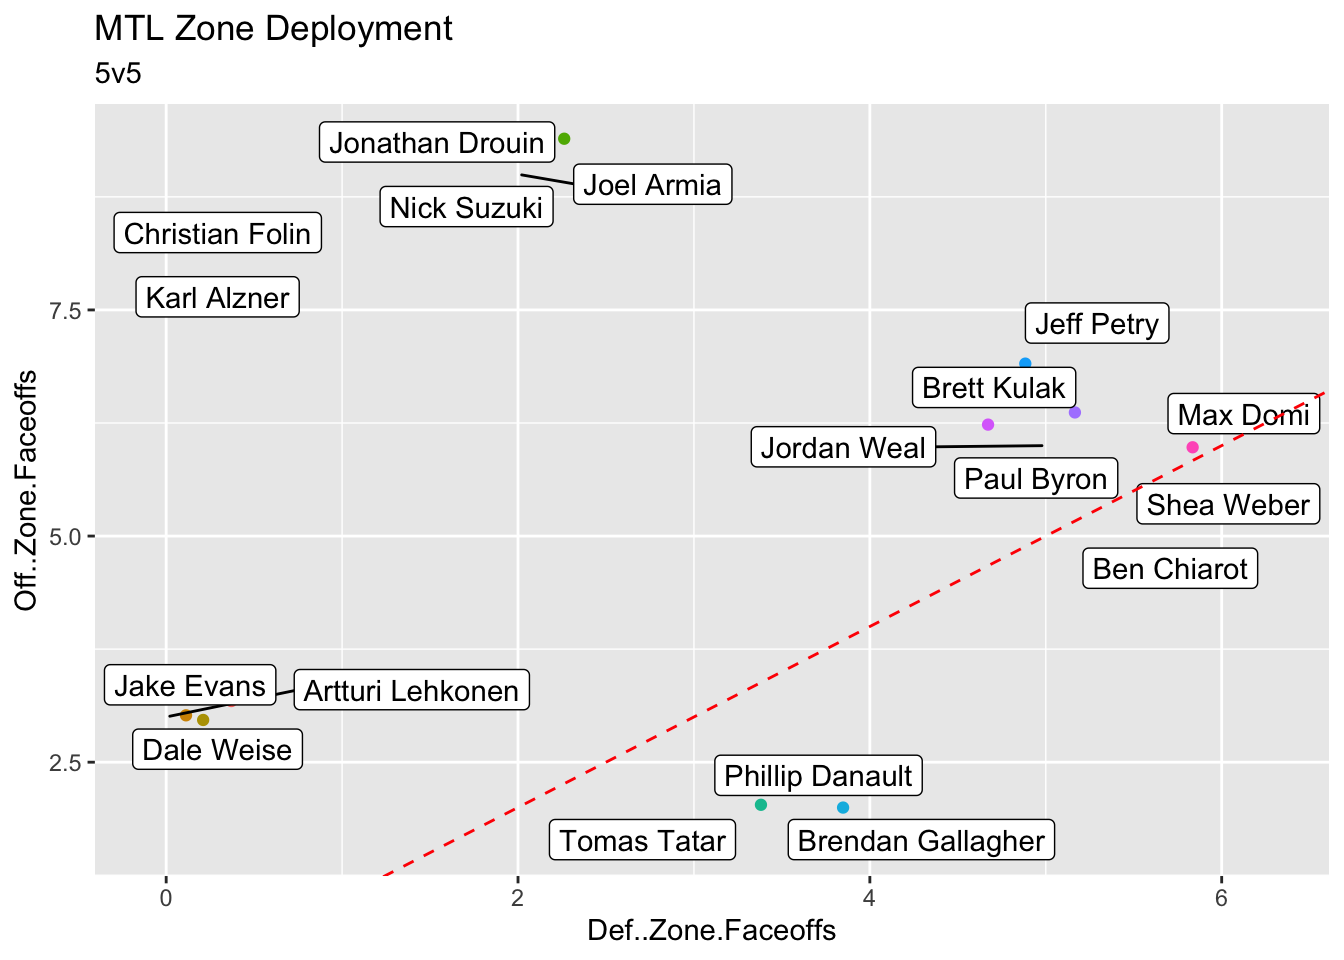 MTL Zone Deployment
5v5
Jonathan Drouin
Joel Armia
Nick Suzuki
Christian Folin
Karl Alzner
7.5
Jeff Petry
Brett Kulak
Max Domi
Jordan Weal
Paul Byron
Shea Weber
5.0
Ben Chiarot
Off..Zone.Faceoffs
Jake Evans
Artturi Lehkonen
Dale Weise
2.5
Phillip Danault
Tomas Tatar
Brendan Gallagher
0 2 4 6
Def..Zone.Faceoffs